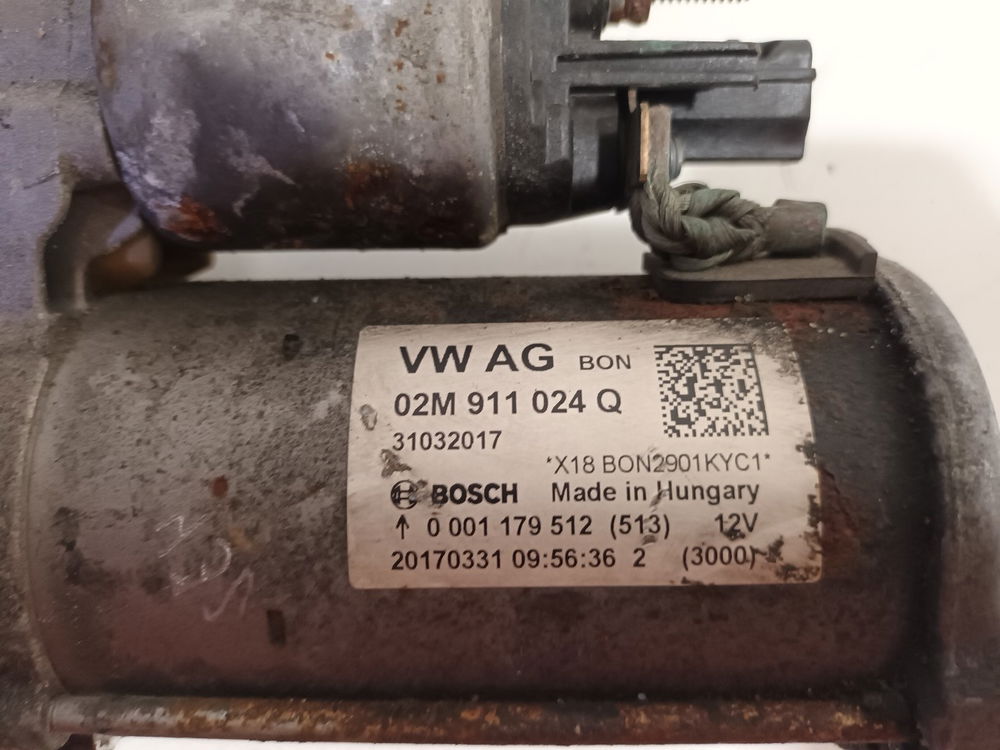 VW AG BON
02M 911 024 Q
31032017
*X18 BON2901KYC1*
BOSCH Made in Hungary
↑ 0 001 179 512 (513) 12V
20170331 09:56:36 2 (3000)